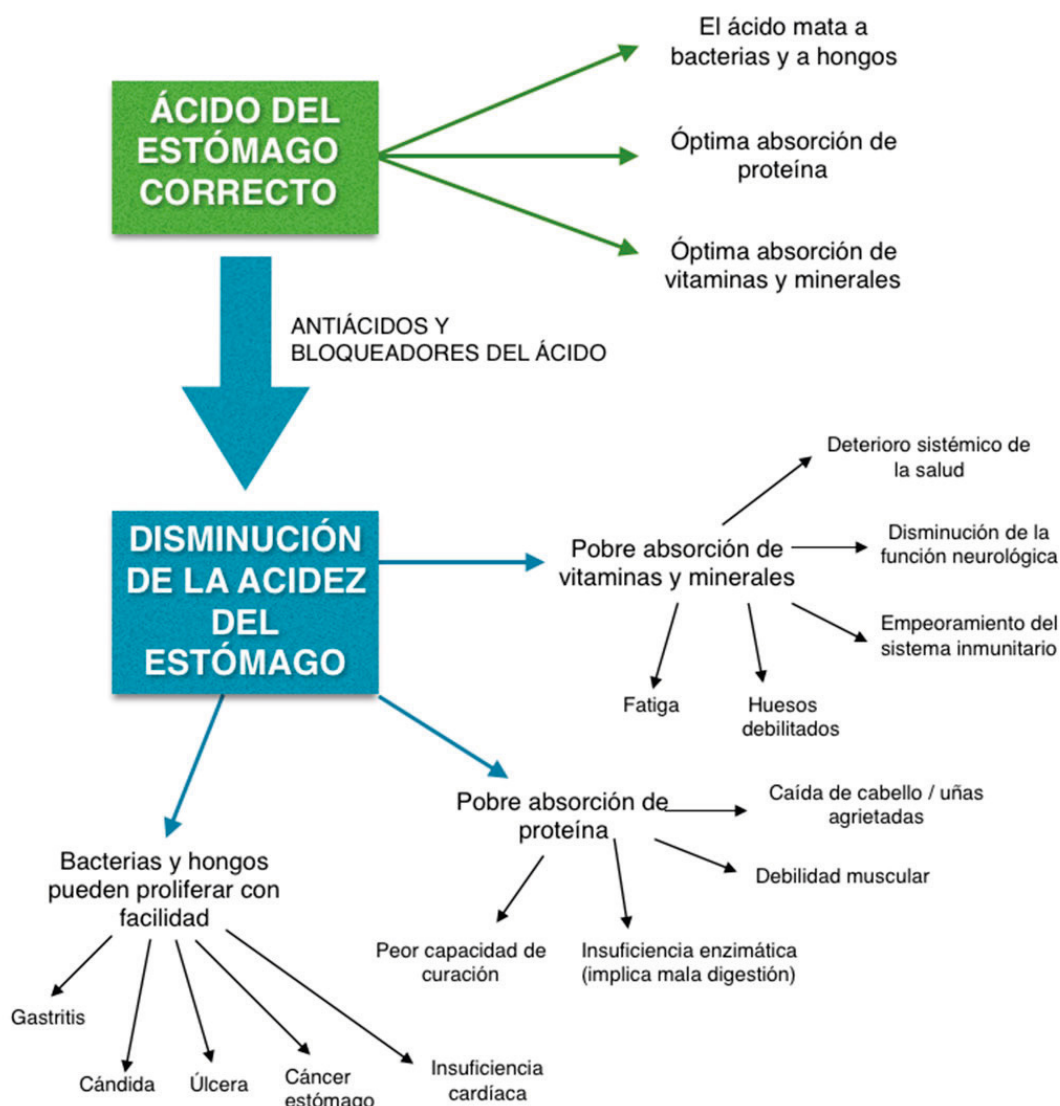 El ácido mata a
bacterias y a hongos
ÁCIDO DEL
ESTÓMAGO
CORRECTO
Óptima absorción de
proteína
Óptima absorción de
vitaminas y minerales
ANTIÁCIDOS Y
BLOQUEADORES DEL ÁCIDO
DISMINUCIÓN
DE LA ACIDEZ
DEL
ESTÓMAGO
Pobre absorción de
vitaminas y minerales
Deterioro sistémico de
la salud
Disminución de la
función neurológica
Empeoramiento del
sistema inmunitario
Fatiga
Huesos
debilitados
Pobre absorción de
proteína
Caída de cabello / uñas
agrietadas
Debilidad muscular
Peor capacidad de
curación
Insuficiencia enzimática
(implica mala digestión)
Bacterias y hongos
pueden proliferar con
facilidad
Gastritis
Cándida
Úlcera
Cáncer
estómago
Insuficiencia
cardíaca